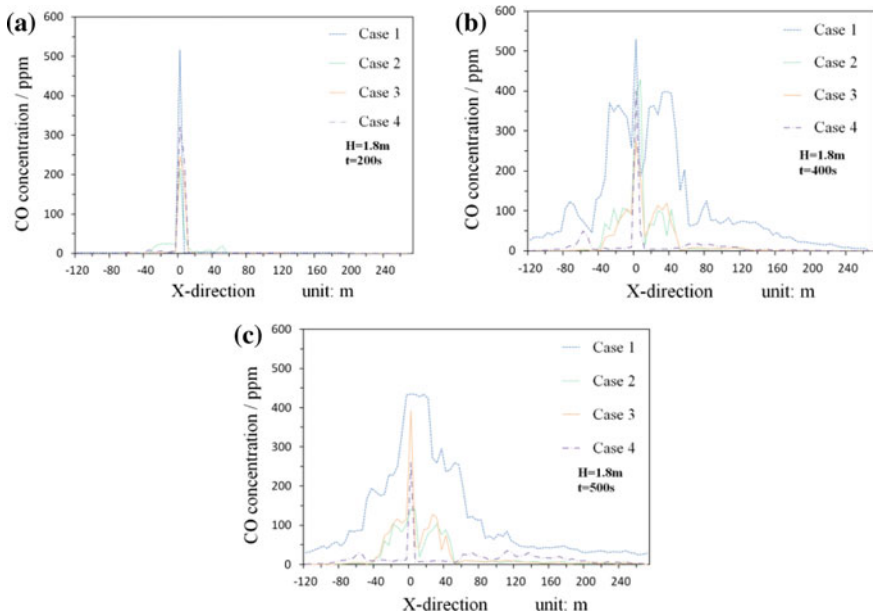 (a)
600
500
400
300
200
100
0
CO concentration / ppm
Case 1
Case 2
Case 3
Case 4
H=1.8m
t=200s
-120 -80 -40 0 40 80 120 160 200 240
X-direction unit: m
(b)
600
500
400
300
200
100
0
CO concentration / ppm
Case 1
Case 2
Case 3
Case 4
H=1.8m
t=400s
-120 -80 -40 0 40 80 120 160 200 240
X-direction unit: m
(c)
600
500
400
300
200
100
0
CO concentration / ppm
Case 1
Case 2
Case 3
Case 4
H=1.8m
t=500s
-120 -80 -40 0 40 80 120 160 200 240
X-direction unit: m